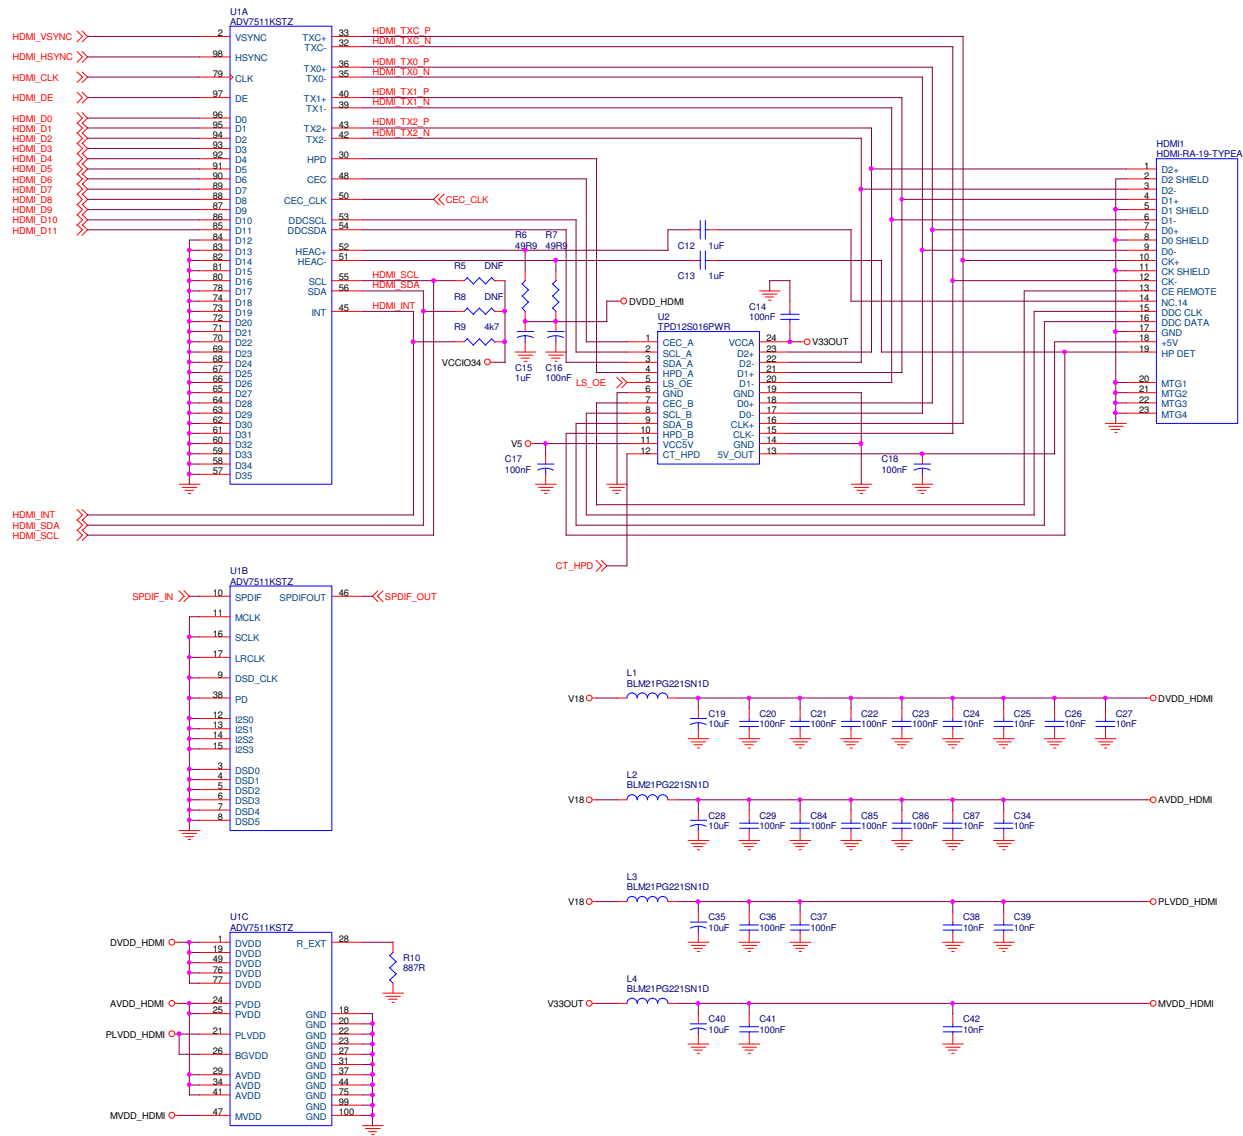 U1A
ADV7511KSTZ
HDMI_VSYNC 2 VSYNC TXC+ 33 HDMI_TXC_P
TXC- 32 HDMI_TXC_N
HDMI_HSYNC 98 HSYNC
TX0+ 36 HDMI_TX0_P
HDMI_CLK 79 CLK TX0- 35 HDMI_TX0_N
HDMI_DE 97 DE TX1+ 40 HDMI_TX1_P
TX1- 39 HDMI_TX1_N
HDMI_D0 96 D0
HDMI_D1 95 D1 TX2+ 43 HDMI_TX2_P
HDMI_D2 94 D2 TX2- 42 HDMI_TX2_N
HDMI_D3 93 D3
HDMI_D4 92 D4 HPD 30
HDMI_D5 91 D5
HDMI_D6 90 D6 CEC 48
HDMI_D7 89 D7
HDMI_D8 88 D8 CEC_CLK 50 CEC_CLK
HDMI_D9 87 D9
HDMI_D10 86 D10 DDCSCL 53
HDMI_D11 85 D11 DDCSDA 54
84 D12
83 D13 HEAC+ 52
82 D14 HEAC- 51
81 D15
80 D16 SCL 55 HDMI_SCL
78 D17 SDA 56 HDMI_SDA
74 D18
73 D19 INT 45 HDMI_INT
72 D20
71 D21
70 D22
69 D23
68 D24
67 D25
66 D26
65 D27
64 D28
63 D29
62 D30
61 D31
60 D32
59 D33
58 D34
57 D35
HDMI_INT
HDMI_SDA
HDMI_SCL
R5 DNF
R8 DNF
R9 4k7
VCCIO34
R6
49R9
R7
49R9
C15
1uF
C16
100nF
C12 1uF
C13 1uF
DVDD_HDMI
C14
100nF
V33OUT
U2
TPD12S016PWR
1 CEC_A VCCA 24
2 SCL_A D2+ 23
3 SDA_A D2- 22
4 HPD_A D1+ 21
LS_OE 5 LS_OE D1- 20
6 GND GND 19
7 CEC_B D0+ 18
8 SCL_B D0- 17
9 SDA_B CLK+ 16
10 HPD_B CLK- 15
V5 11 VCC5V GND 14
12 CT_HPD 5V_OUT 13
C17
100nF
C18
100nF
CT_HPD
HDMI1
HDMI-RA-19-TYPEA
1 D2+
2 D2 SHIELD
3 D2-
4 D1+
5 D1 SHIELD
6 D1-
7 D0+
8 D0 SHIELD
9 D0-
10 CK+
11 CK SHIELD
12 CK-
13 CE REMOTE
14 NC.14
15 DDC CLK
16 DDC DATA
17 GND
18 +5V
19 HP DET
20 MTG1
21 MTG2
22 MTG3
23 MTG4
U1B
ADV7511KSTZ
SPDIF_IN 10 SPDIF SPDIFOUT 46 SPDIF_OUT
11 MCLK
16 SCLK
17 LRCLK
9 DSD_CLK
38 PD
12 I2S0
13 I2S1
14 I2S2
15 I2S3
3 DSD0
4 DSD1
5 DSD2
6 DSD3
7 DSD4
8 DSD5
U1C
ADV7511KSTZ
DVDD_HDMI 1 DVDD R_EXT 28
19 DVDD
49 DVDD
76 DVDD
77 DVDD
R10
887R
AVDD_HDMI 24 PVDD
25 PVDD GND 18
GND 20
PLVDD_HDMI 21 PLVDD GND 22
GND 23
26 BGVDD GND 27
GND 31
29 AVDD GND 37
34 AVDD GND 44
41 AVDD GND 75
GND 99
MVDD_HDMI 47 MVDD GND 100
L1
BLM21PG221SN1D
V18 DVDD_HDMI
C19 C20 C21 C22 C23 C24 C25 C26 C27
10uF 100nF 100nF 100nF 100nF 10nF 10nF 10nF 10nF
L2
BLM21PG221SN1D
V18 AVDD_HDMI
C28 C29 C84 C85 C86 C87 C34
10uF 100nF 100nF 100nF 100nF 10nF 10nF
L3
BLM21PG221SN1D
V18 PLVDD_HDMI
C35 C36 C37 C38 C39
10uF 100nF 100nF 10nF 10nF
L4
BLM21PG221SN1D
V33OUT MVDD_HDMI
C40 C41 C42
10uF 100nF 10nF